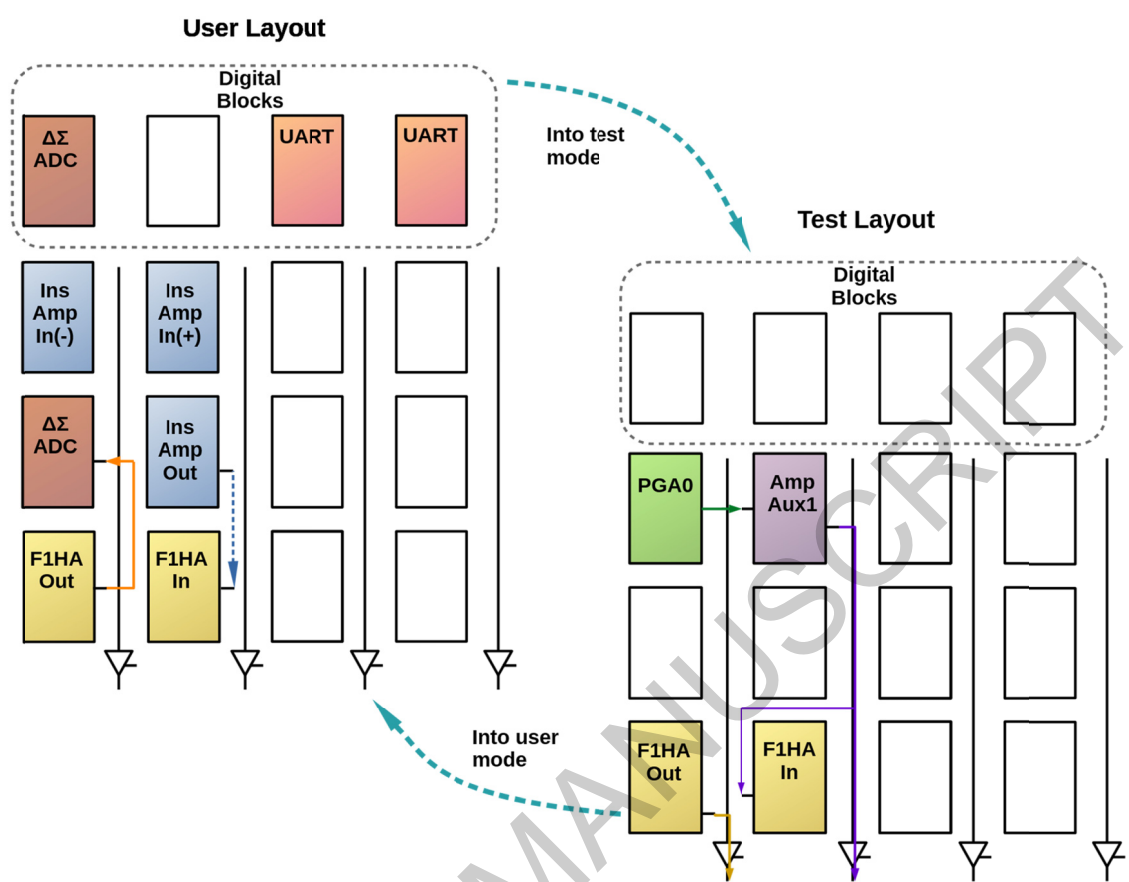 User Layout
Digital
Blocks
ΔΣ
ADC
UART
UART
Into test
mode
Ins
Amp
In(-)
Ins
Amp
In(+)
ΔΣ
ADC
Ins
Amp
Out
F1HA
Out
F1HA
In
Test Layout
Digital
Blocks
PGA0
Amp
Aux1
F1HA
Out
F1HA
In
Into user
mode
MANUSCRIPT